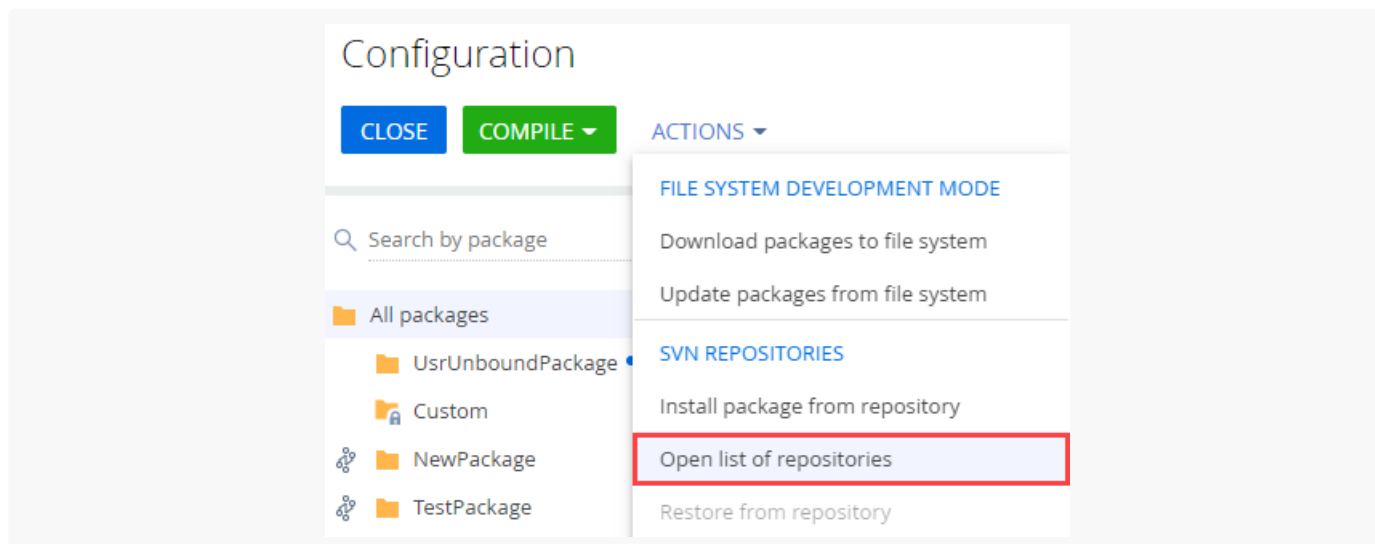 Configuration
CLOSE
COMPILE
ACTIONS
FILE SYSTEM DEVELOPMENT MODE
Download packages to file system
Update packages from file system
SVN REPOSITORIES
Install package from repository
Open list of repositories
Restore from repository
Search by package
All packages
UsrUnboundPackage
Custom
NewPackage
TestPackage